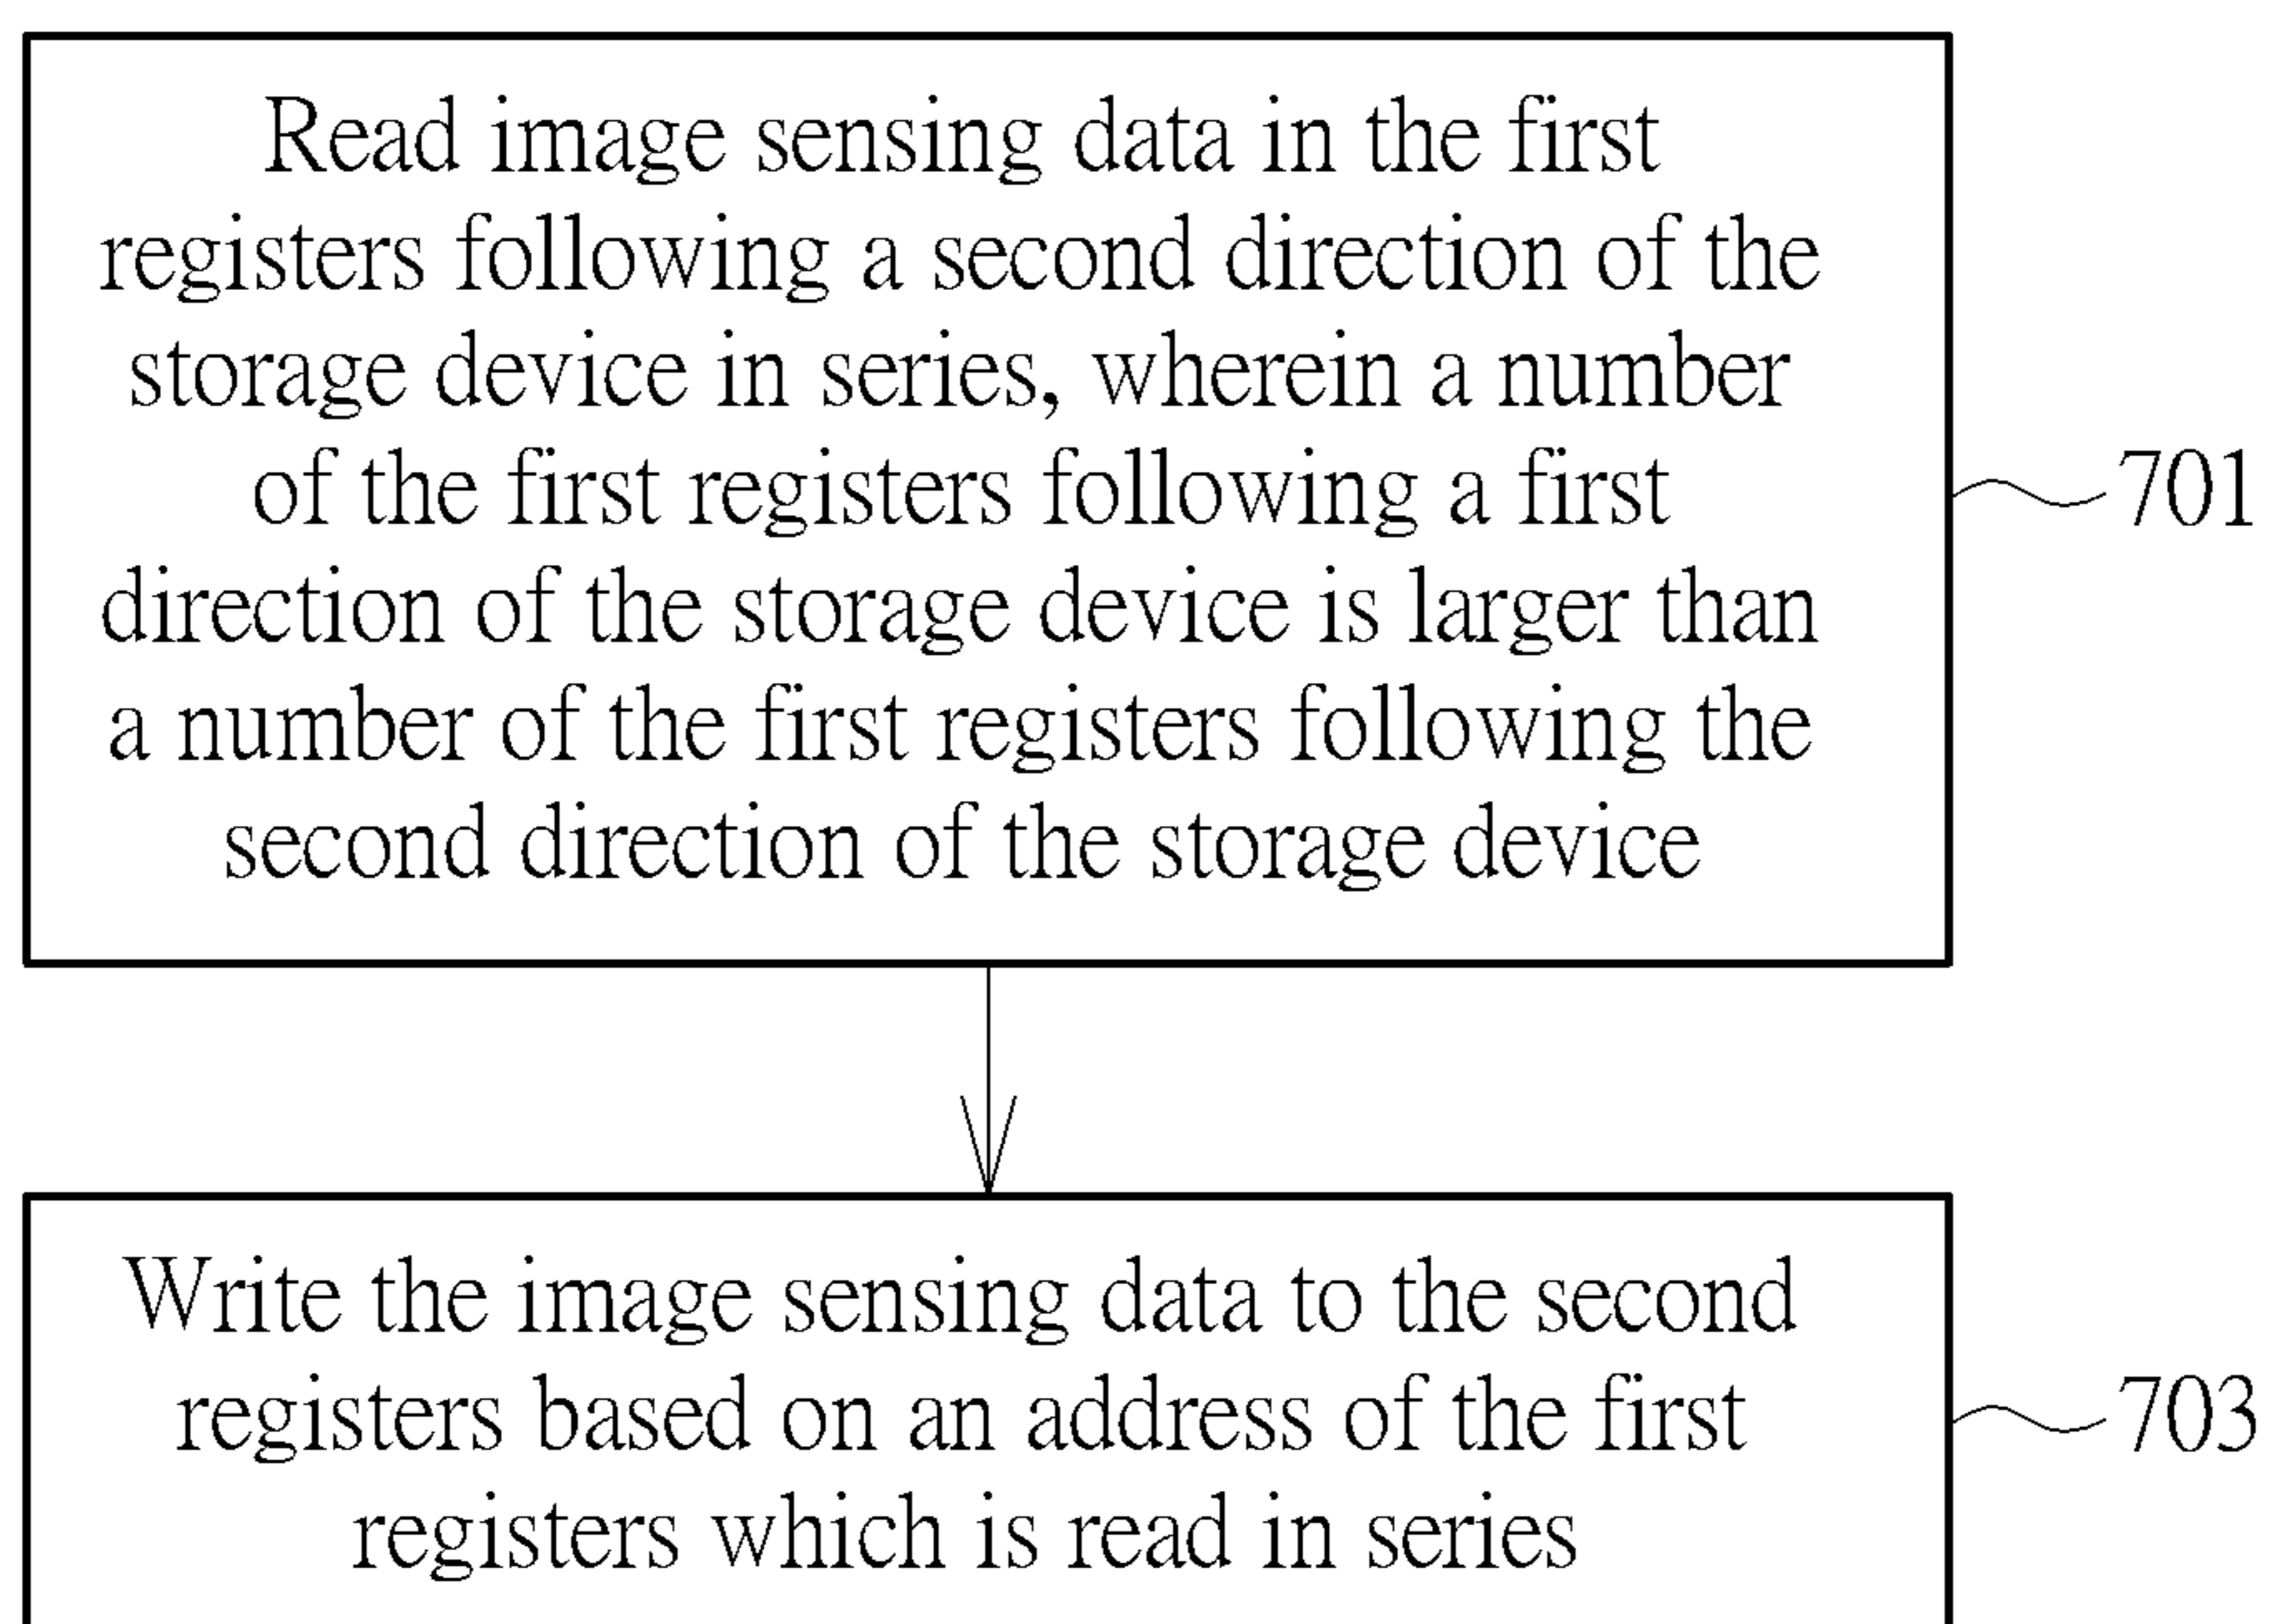 Read image sensing data in the first
registers following a second direction of the
storage device in series, wherein a number
of the first registers following a first
direction of the storage device is larger than
a number of the first registers following the
second direction of the storage device
701
Write the image sensing data to the second
registers based on an address of the first
registers which is read in series
703